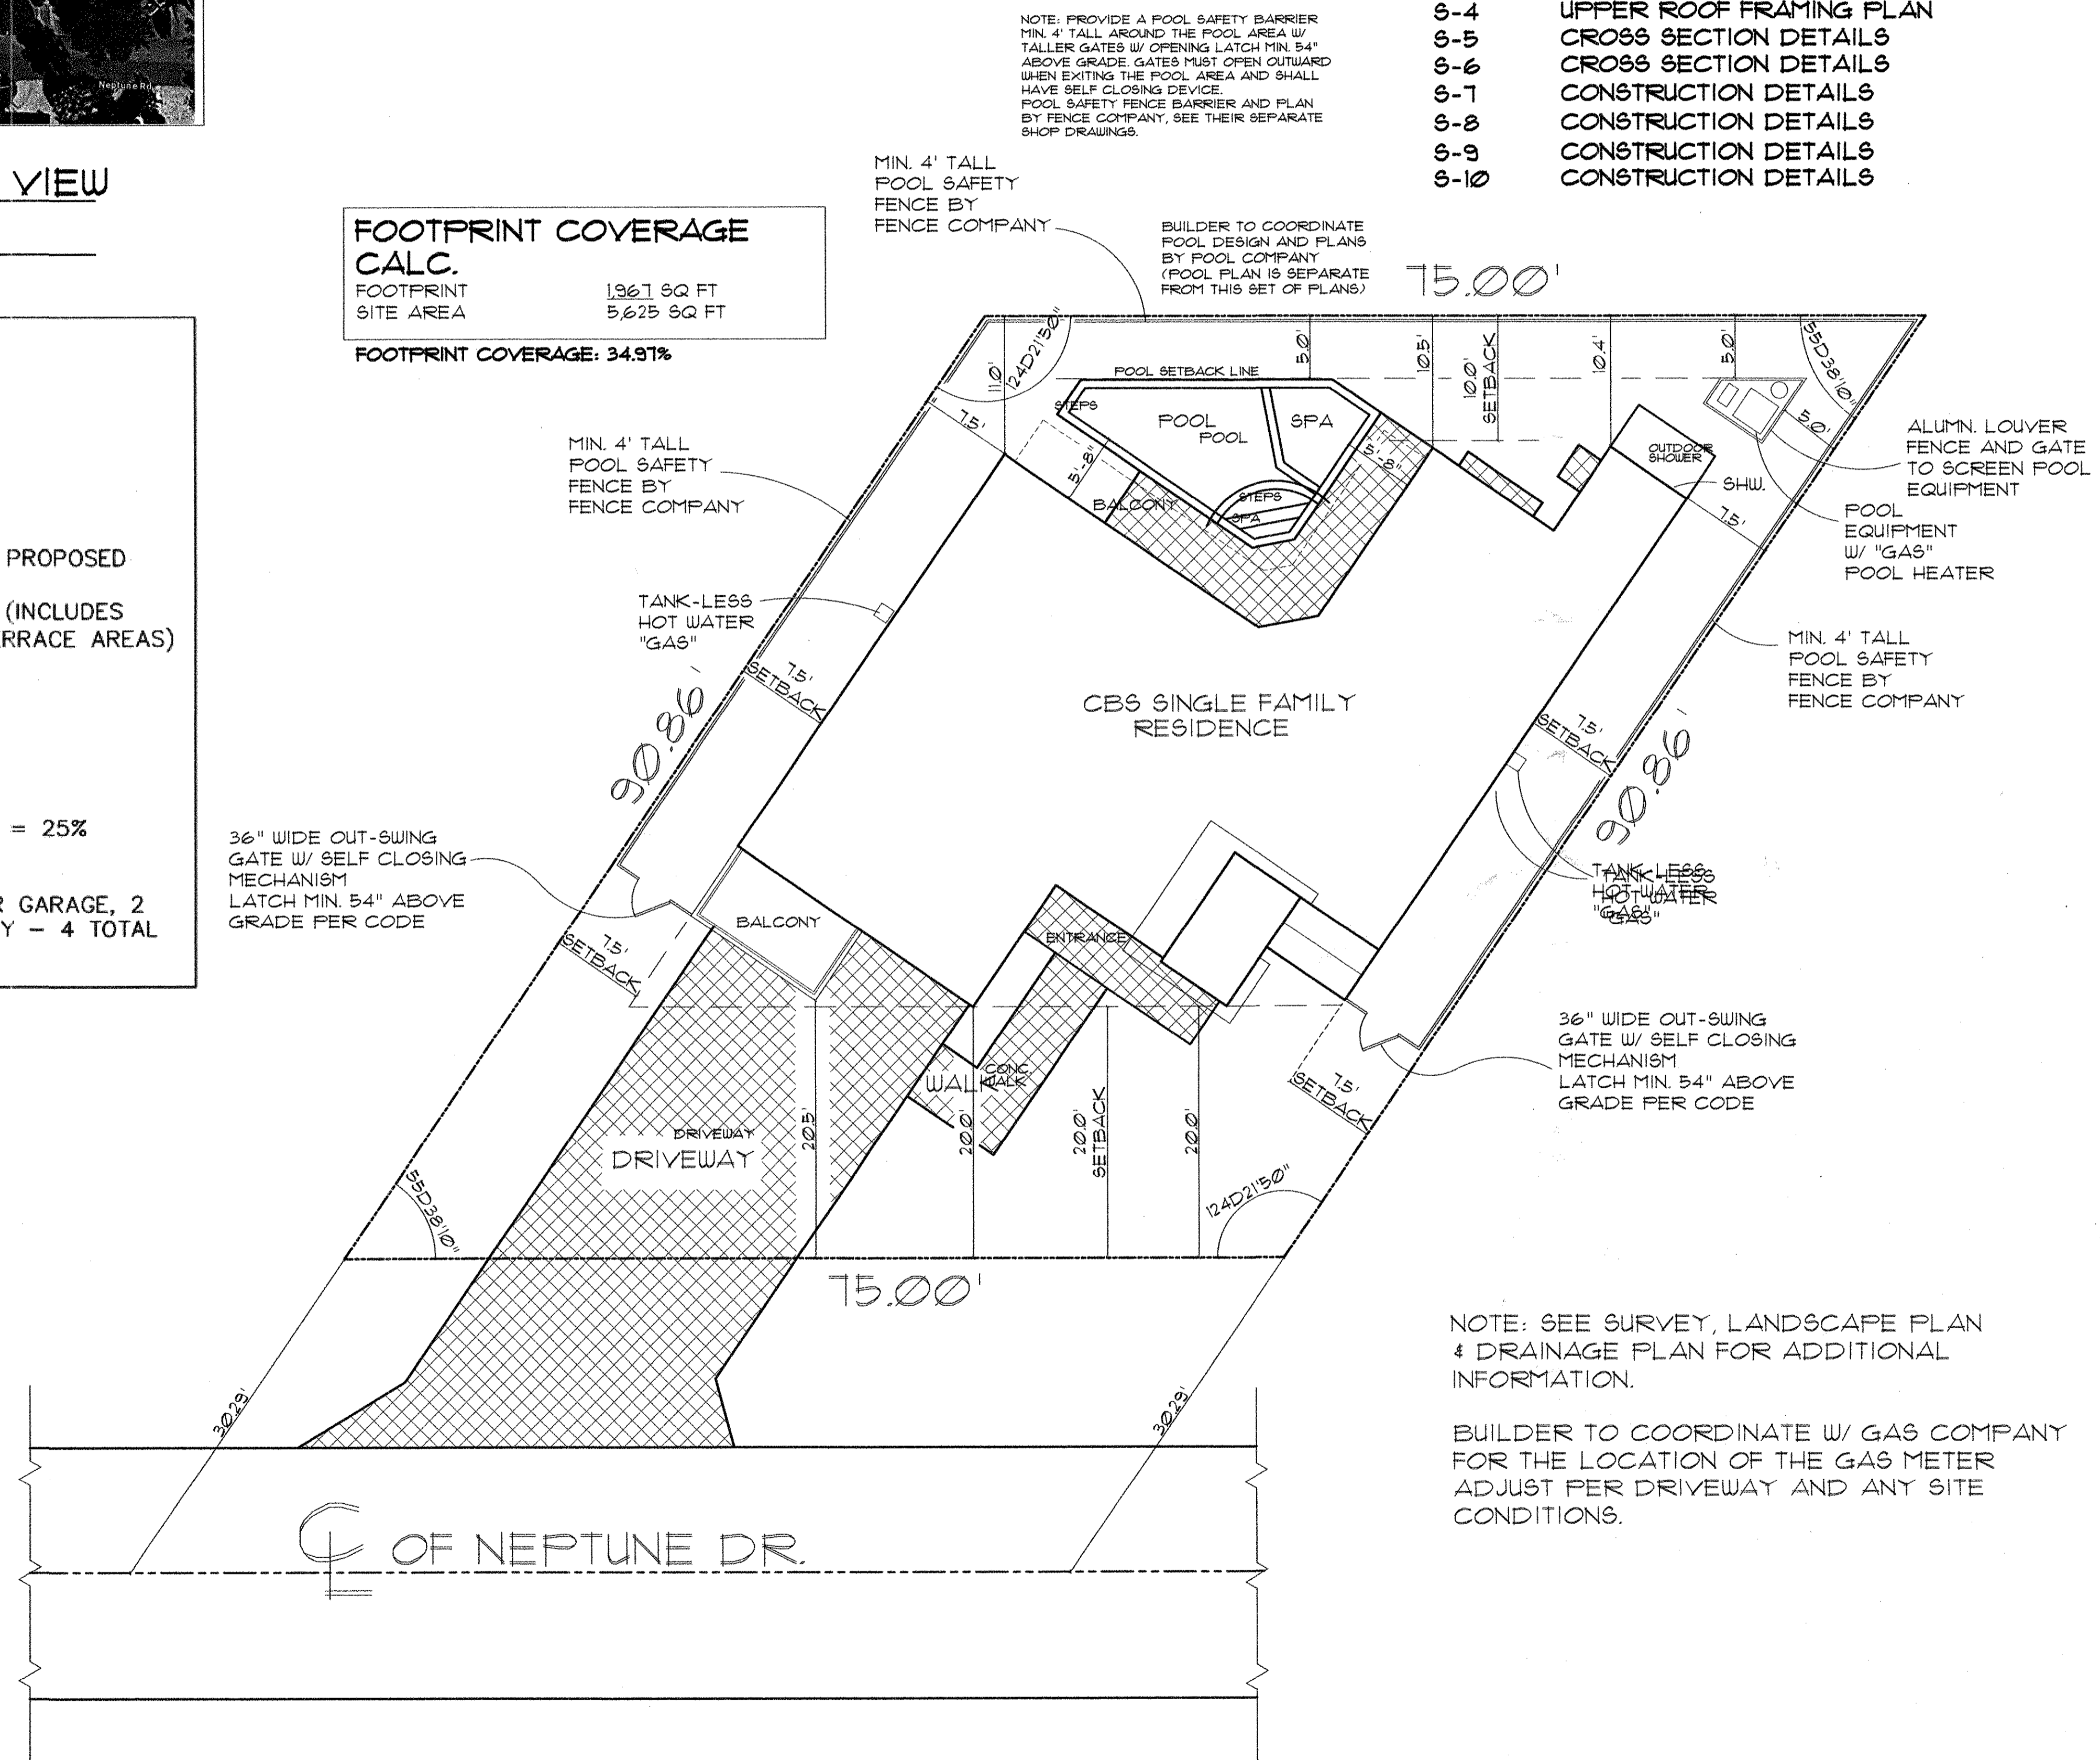 Neptune Rd.
VIEW
PROPOSED
(INCLUDES
ERRACE AREAS)
= 25%
R GARAGE, 2
Y - 4 TOTAL
FOOTPRINT COVERAGE
CALC.
FOOTPRINT 1,967 SQ FT
SITE AREA 5,625 SQ FT
FOOTPRINT COVERAGE: 34.97%
NOTE: PROVIDE A POOL SAFETY BARRIER
MIN. 4' TALL AROUND THE POOL AREA W/
TALLER GATES W/ OPENING LATCH MIN. 54"
ABOVE GRADE. GATES MUST OPEN OUTWARD
WHEN EXITING THE POOL AREA AND SHALL
HAVE SELF CLOSING DEVICE.
POOL SAFETY FENCE BARRIER AND PLAN
BY FENCE COMPANY, SEE THEIR SEPARATE
SHOP DRAWINGS.
S-4 UPPER ROOF FRAMING PLAN
S-5 CROSS SECTION DETAILS
S-6 CROSS SECTION DETAILS
S-7 CONSTRUCTION DETAILS
S-8 CONSTRUCTION DETAILS
S-9 CONSTRUCTION DETAILS
S-10 CONSTRUCTION DETAILS
MIN. 4' TALL
POOL SAFETY
FENCE BY
FENCE COMPANY
BUILDER TO COORDINATE
POOL DESIGN AND PLANS
BY POOL COMPANY
(POOL PLAN IS SEPARATE
FROM THIS SET OF PLANS)
75.00'
11.0'
124D21'50"
5.0'
10.5'
10.0'
SETBACK
10.4'
5.0'
55D38'10"
POOL SETBACK LINE
STEPS
POOL
POOL
SPA
7.5'
5'-8"
5'-8"
BALCONY
STEPS
SPA
OUTDOOR
SHOWER
SHW.
5.0'
7.5'
ALUMN. LOUVER
FENCE AND GATE
TO SCREEN POOL
EQUIPMENT
POOL
EQUIPMENT
W/ "GAS"
POOL HEATER
MIN. 4' TALL
POOL SAFETY
FENCE BY
FENCE COMPANY
TANK-LESS
HOT WATER
"GAS"
7.5'
SETBACK
90.86'
CBS SINGLE FAMILY
RESIDENCE
MIN. 4' TALL
POOL SAFETY
FENCE BY
FENCE COMPANY
7.5'
SETBACK
90.86'
TANK-LESS
HOT WATER
"GAS"
TANK-LESS
HOT WATER
"GAS"
36" WIDE OUT-SWING
GATE W/ SELF CLOSING
MECHANISM
LATCH MIN. 54" ABOVE
GRADE PER CODE
BALCONY
ENTRANCE
7.5'
SETBACK
36" WIDE OUT-SWING
GATE W/ SELF CLOSING
MECHANISM
LATCH MIN. 54" ABOVE
GRADE PER CODE
WALK
CONC.
WALK
7.5'
SETBACK
DRIVEWAY
DRIVEWAY
20.5'
20.0'
20.0'
SETBACK
20.0'
55D38'10"
124D21'50"
75.00'
30.29'
30.29'
NOTE: SEE SURVEY, LANDSCAPE PLAN
& DRAINAGE PLAN FOR ADDITIONAL
INFORMATION.
BUILDER TO COORDINATE W/ GAS COMPANY
FOR THE LOCATION OF THE GAS METER
ADJUST PER DRIVEWAY AND ANY SITE
CONDITIONS.
℄ OF NEPTUNE DR.